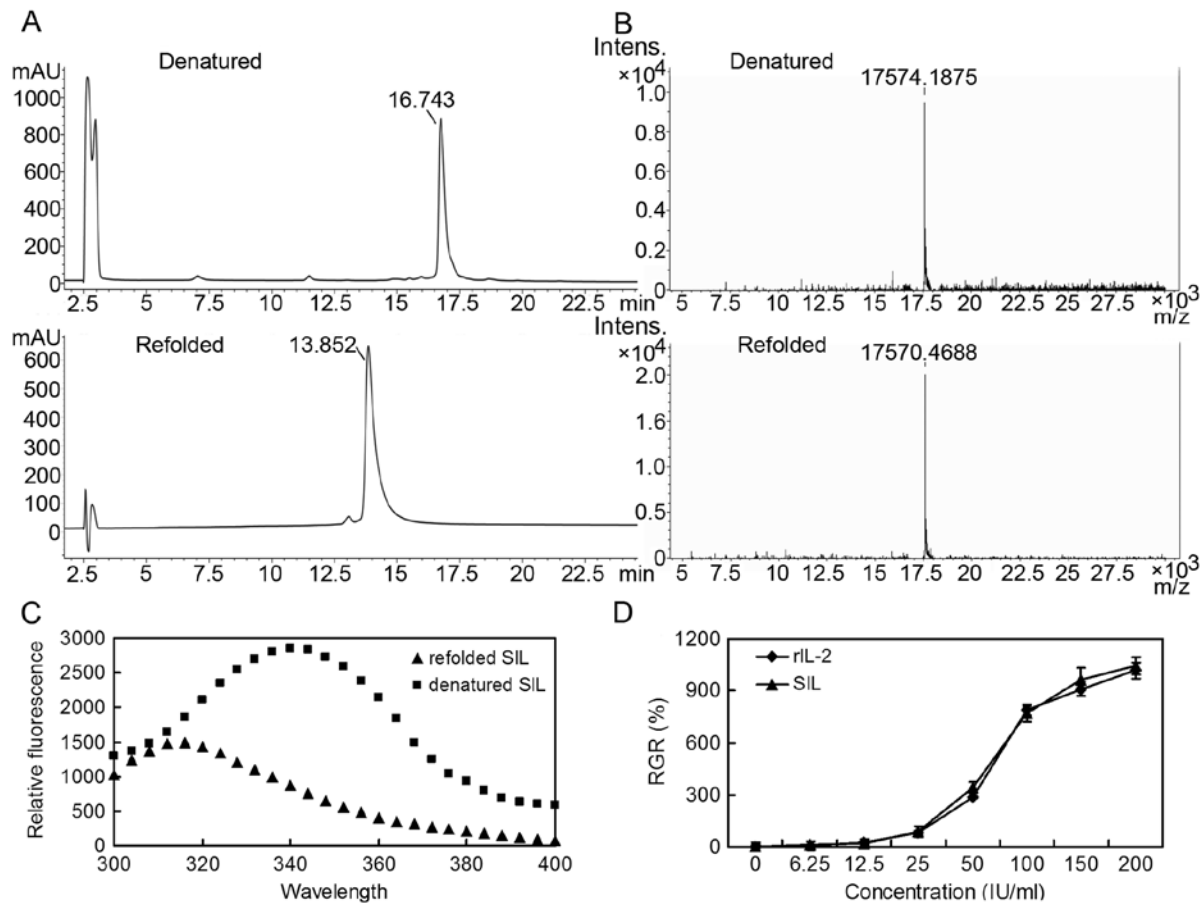 A
mAU
Denatured
1000
800
600
400
200
0
16.743
2.5 5 7.5 10 12.5 15 17.5 20 22.5 min
mAU
Refolded
600
500
400
300
200
100
0
13.852
2.5 5 7.5 10 12.5 15 17.5 20 22.5 min
B
Intens.
×10⁴
Denatured
17574.1875
1.0
0.8
0.6
0.4
0.2
0
5 7.5 10 12.5 15 17.5 20 22.5 25 27.5 ×10³
m/z
Intens.
×10⁴
Refolded
17570.4688
2.0
1.6
1.0
0.5
0
5 7.5 10 12.5 15 17.5 20 22.5 25 27.5 ×10³
m/z
C
Relative fluorescence
3000
2500
2000
1500
1000
500
0
refolded SIL
denatured SIL
300 320 340 360 380 400
Wavelength
D
RGR (%)
1200
900
600
300
0
rIL-2
SIL
0 6.25 12.5 25 50 100 150 200
Concentration (IU/ml)